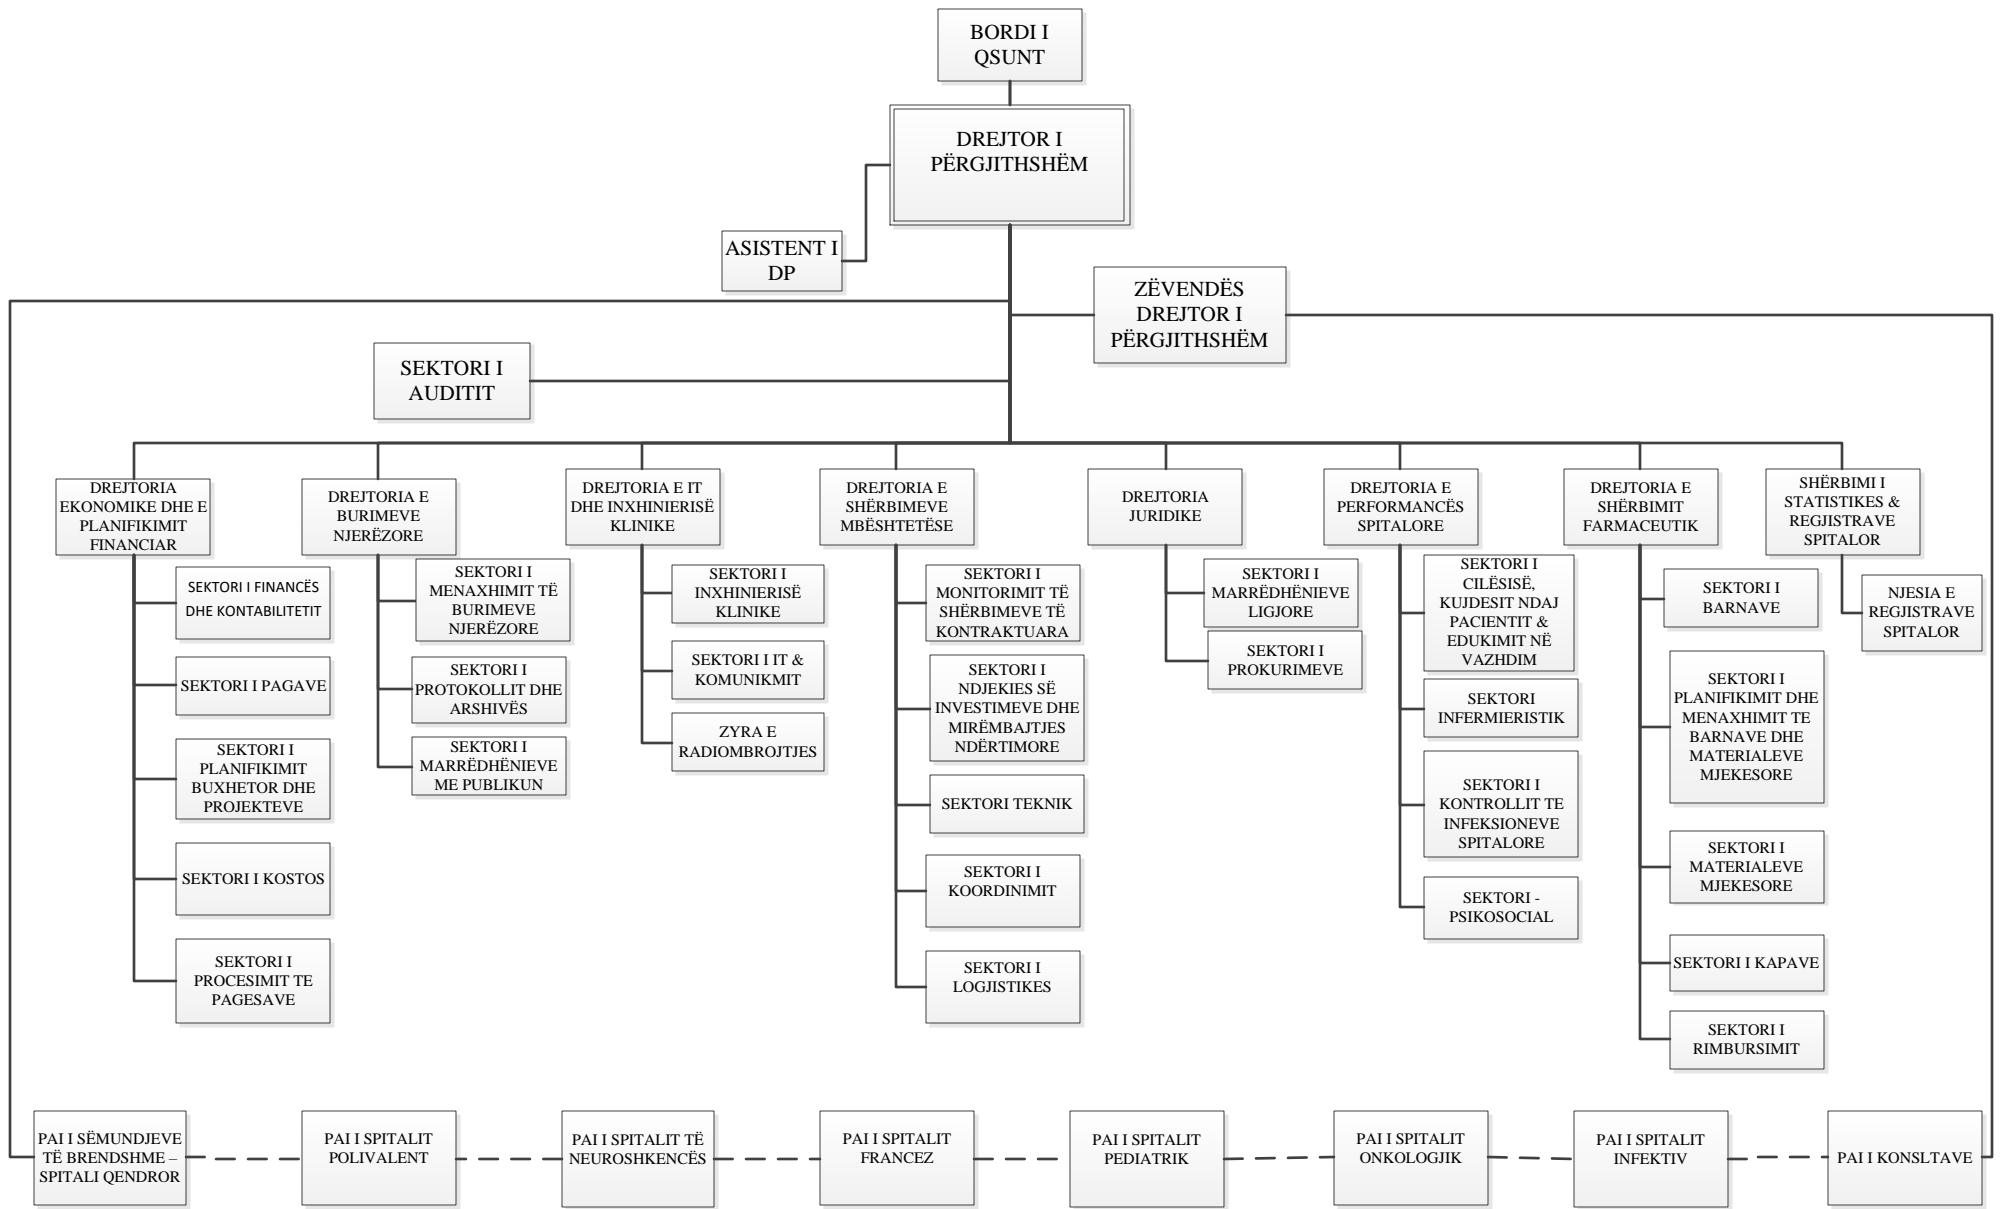 BORDI I
QSUNT
DREJTOR I
PËRGJITHSHËM
ASISTENT I
DP
ZËVENDËS
DREJTOR I
PËRGJITHSHËM
SEKTORI I
AUDITIT
DREJTORIA
EKONOMIKE DHE E
PLANIFIKIMIT
FINANCIAR
SEKTORI I FINANCËS
DHE KONTABILITETIT
SEKTORI I PAGAVE
SEKTORI I
PLANIFIKIMIT
BUXHETOR DHE
PROJEKTEVE
SEKTORI I KOSTOS
SEKTORI I
PROCESIMIT TE
PAGESAVE
DREJTORIA E
BURIMEVE
NJERËZORE
SEKTORI I
MENAXHIMIT TË
BURIMEVE
NJERËZORE
SEKTORI I
PROTOKOLLIT DHE
ARSHIVËS
SEKTORI I
MARRËDHËNIEVE
ME PUBLIKUN
DREJTORIA E IT
DHE INXHINIERISË
KLINIKE
SEKTORI I
INXHINIERISË
KLINIKE
SEKTORI I IT &
KOMUNIKMIT
ZYRA E
RADIOMBROJTJES
DREJTORIA E
SHËRBIMEVE
MBËSHTETËSE
SEKTORI I
MONITORIMIT TË
SHËRBIMEVE TË
KONTRAKTUARA
SEKTORI I
NDJEKIES SË
INVESTIMEVE DHE
MIRËMBAJTJES
NDËRTIMORE
SEKTORI TEKNIK
SEKTORI I
KOORDINIMIT
SEKTORI I
LOGJISTIKES
DREJTORIA
JURIDIKE
SEKTORI I
MARRËDHËNIEVE
LIGJORE
SEKTORI I
PROKURIMEVE
DREJTORIA E
PERFORMANCËS
SPITALORE
SEKTORI I
CILËSISË,
KUJDESIT NDAJ
PACIENTIT &
EDUKIMIT NË
VAZHDIM
SEKTORI
INFERMIERISTIK
SEKTORI I
KONTROLLIT TE
INFEKSIONEVE
SPITALORE
SEKTORI -
PSIKOSOCIAL
DREJTORIA E
SHËRBIMIT
FARMACEUTIK
SEKTORI I
BARNAVE
SEKTORI I
PLANIFIKIMIT DHE
MENAXHIMIT TE
BARNAVE DHE
MATERIALEVE
MJEKESORE
SEKTORI I
MATERIALEVE
MJEKESORE
SEKTORI I KAPAVE
SEKTORI I
RIMBURSIMIT
SHËRBIMI I
STATISTIKES &
REGJISTRAVE
SPITALOR
NJESIA E
REGJISTRAVE
SPITALOR
PAI I SËMUNDJEVE
TË BRENDSHME –
SPITALI QENDROR
PAI I SPITALIT
POLIVALENT
PAI I SPITALIT TË
NEUROSHKENCËS
PAI I SPITALIT
FRANCEZ
PAI I SPITALIT
PEDIATRIK
PAI I SPITALIT
ONKOLOGJIK
PAI I SPITALIT
INFEKTIV
PAI I KONSLTAVE